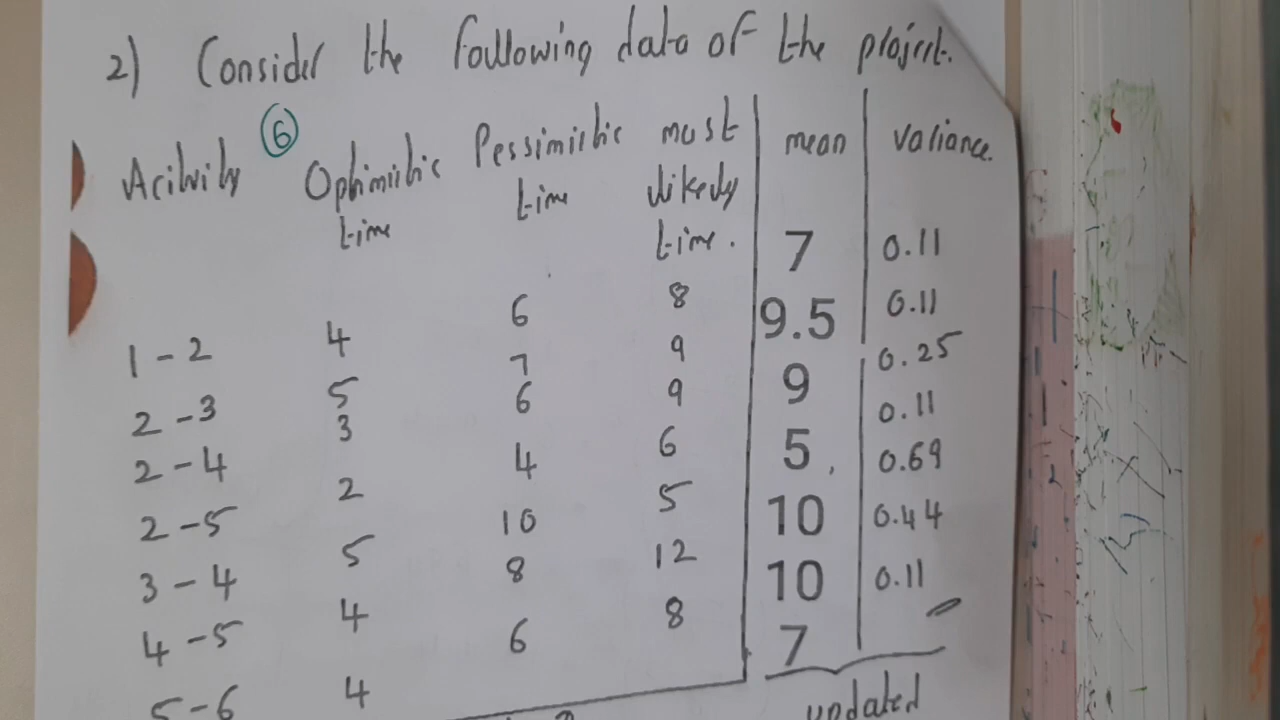 2) Consider the following data of the project.
Activity ⑥ Optimistic time Pessimistic time most likely time. mean variance.
1 - 2 4 6 8 7 0.11
2 - 3 5 7 9 9.5 0.11
2 - 4 3 6 9 9 0.25
2 - 5 2 4 6 5 0.11
3 - 4 5 10 5 10 0.69
4 - 5 4 8 12 10 0.44
5 - 6 4 6 8 7 0.11
updated